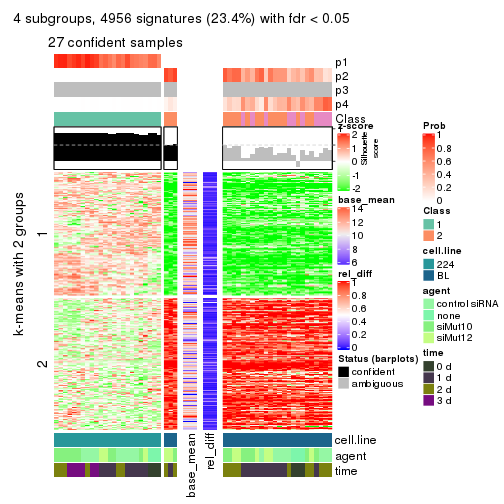 4 subgroups, 4956 signatures (23.4%) with fdr < 0.05
27 confident samples
p1
p2
p3
p4
Class
z-score
2
1
0
-1
-2
Silhouette
score
base_mean
14
12
10
8
6
rel_diff
1
0.8
0.6
0.4
0.2
0
Status (barplots)
confident
ambiguous
Prob
1
0.8
0.6
0.4
0.2
0
Class
1
2
cell.line
224
BL
agent
control siRNA
none
siMut10
siMut12
time
0 d
1 d
2 d
3 d
k-means with 2 groups
1
2
cell.line
agent
time
base_mean
rel_diff